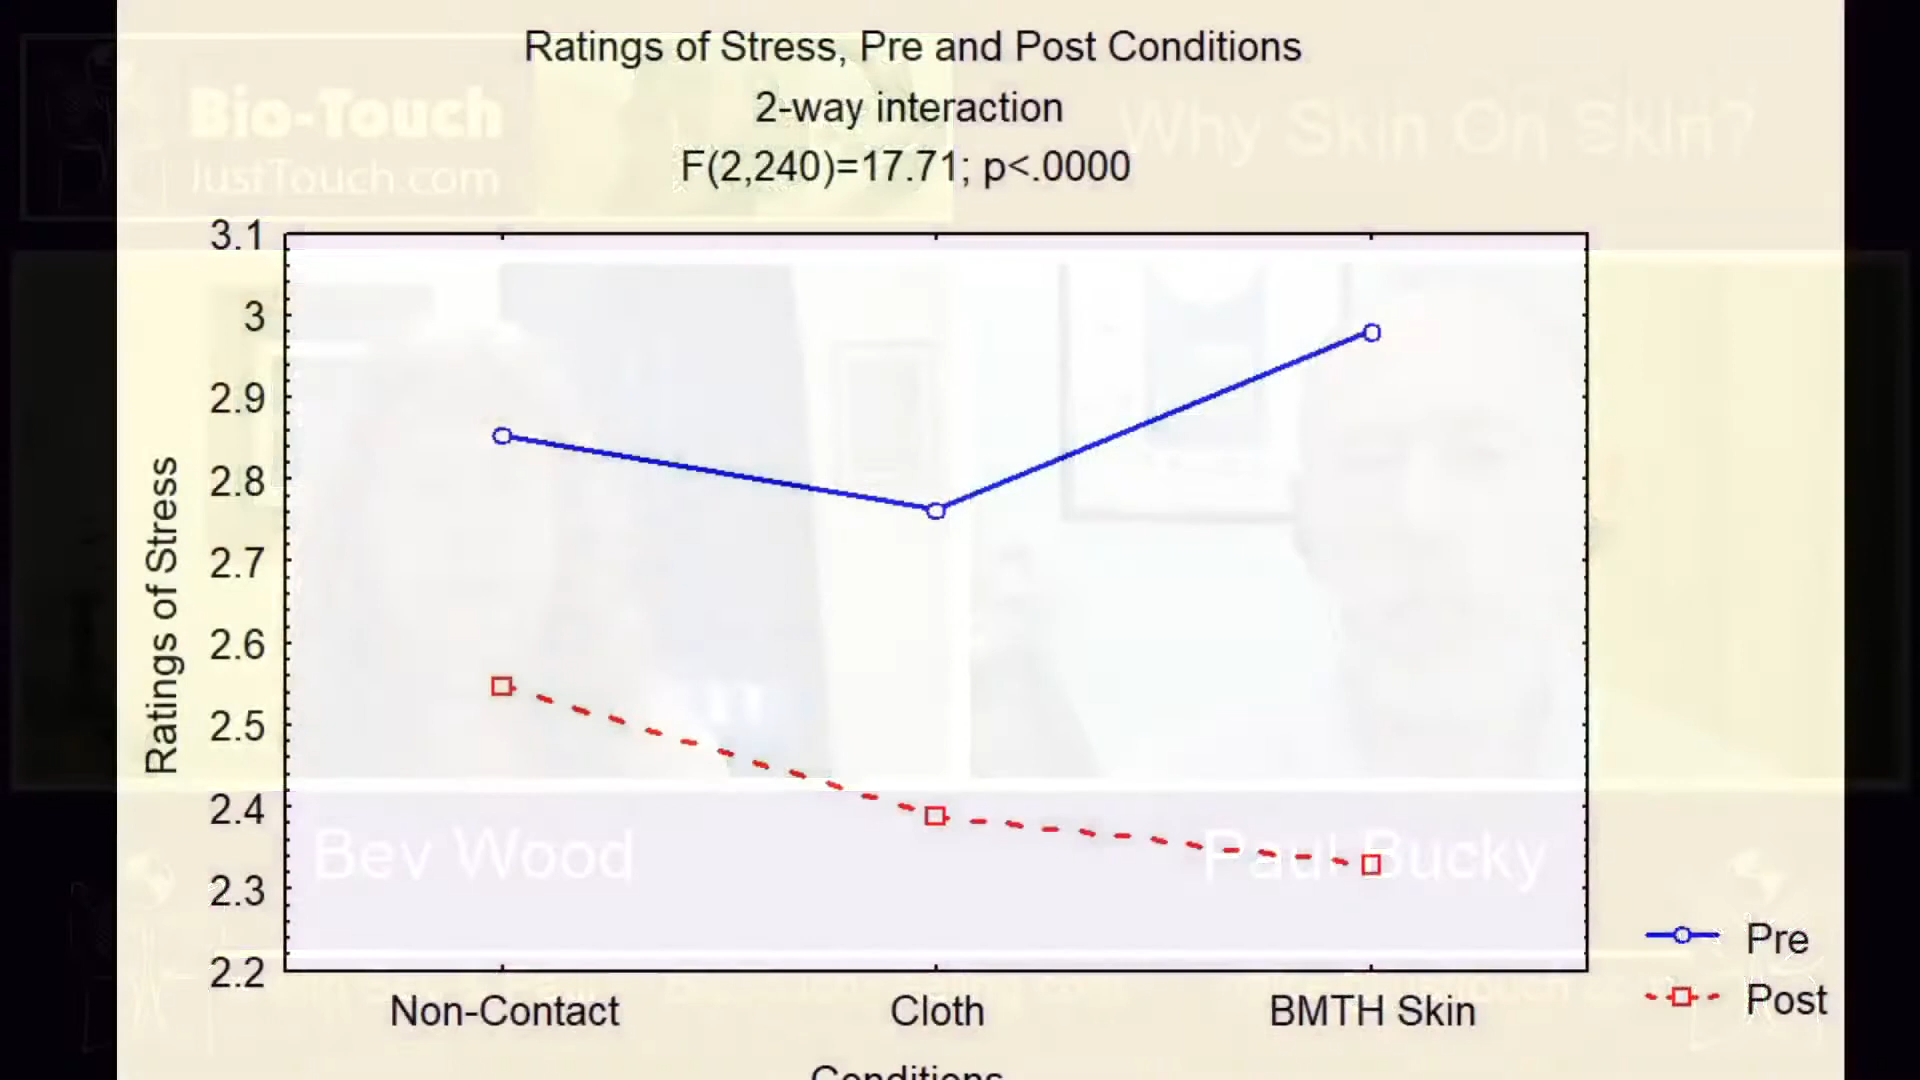 Ratings of Stress, Pre and Post Conditions
2-way interaction
F(2,240)=17.71; p<.0000
Bio-Touch
JustTouch.com
Why Skin On Skin?
3.1
3
2.9
2.8
2.7
2.6
2.5
2.4
2.3
2.2
Ratings of Stress
Bev Wood
Paul Bucky
Pre
Post
Non-Contact
Cloth
BMTH Skin
Conditions